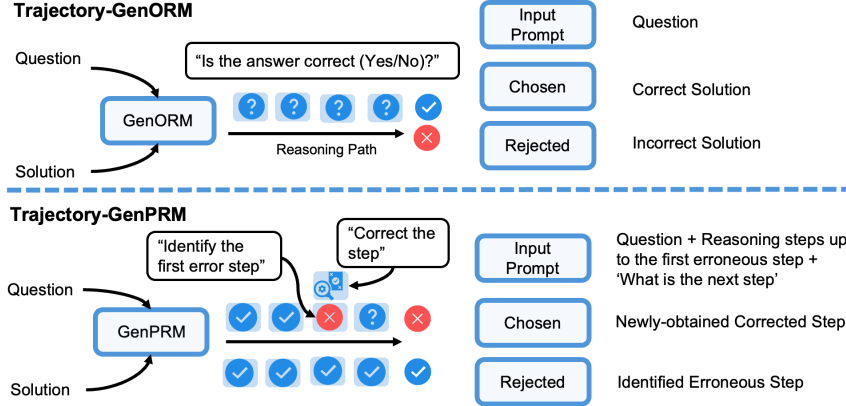 Trajectory-GenORM
Question
"Is the answer correct (Yes/No)?"
GenORM
Solution
Reasoning Path
Input
Prompt
Question
Chosen
Correct Solution
Rejected
Incorrect Solution
Trajectory-GenPRM
"Identify the
first error step"
"Correct the
step"
Question
GenPRM
Solution
Input
Prompt
Question + Reasoning steps up
to the first erroneous step +
'What is the next step'
Chosen
Newly-obtained Corrected Step
Rejected
Identified Erroneous Step